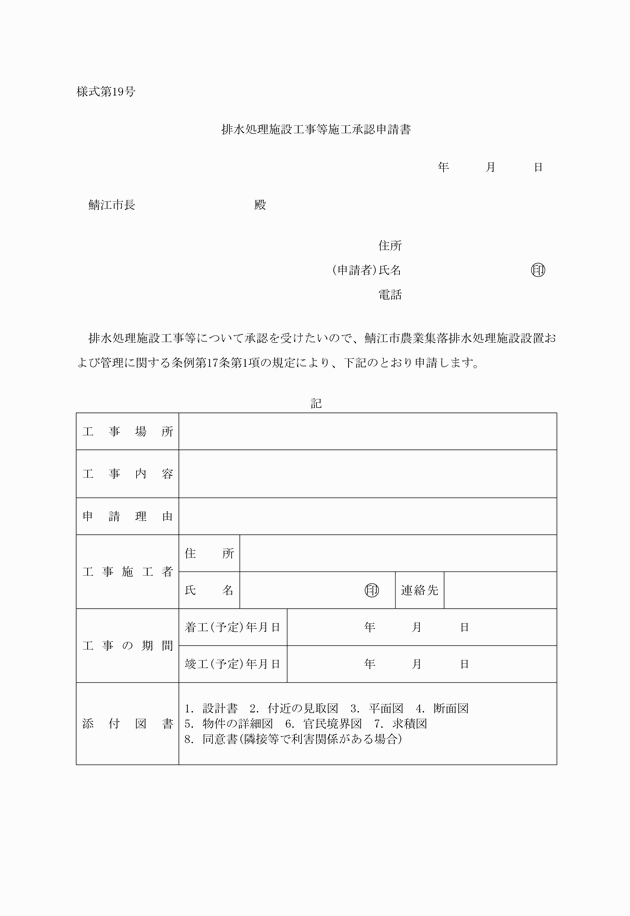 様式第19号
排水処理施設工事等施工承認申請書
年　　　月　　　日
鯖江市長　　　　　　　　　　殿
住所
(申請者)氏名　　　　　　　　　　　㊞
電話
　排水処理施設工事等について承認を受けたいので、鯖江市農業集落排水処理施設設置お
よび管理に関する条例第17条第1項の規定により、下記のとおり申請します。
記
工事場所
工事内容
申請理由
工事施工者
住所
氏名　　　　　　　　　　㊞　連絡先
工事の期間
着工(予定)年月日　　　　　　　年　　　月　　　日
竣工(予定)年月日　　　　　　　年　　　月　　　日
添付図書
1. 設計書　2. 付近の見取図　3. 平面図　4. 断面図
5. 物件の詳細図　6. 官民境界図　7. 求積図
8. 同意書(隣接等で利害関係がある場合)